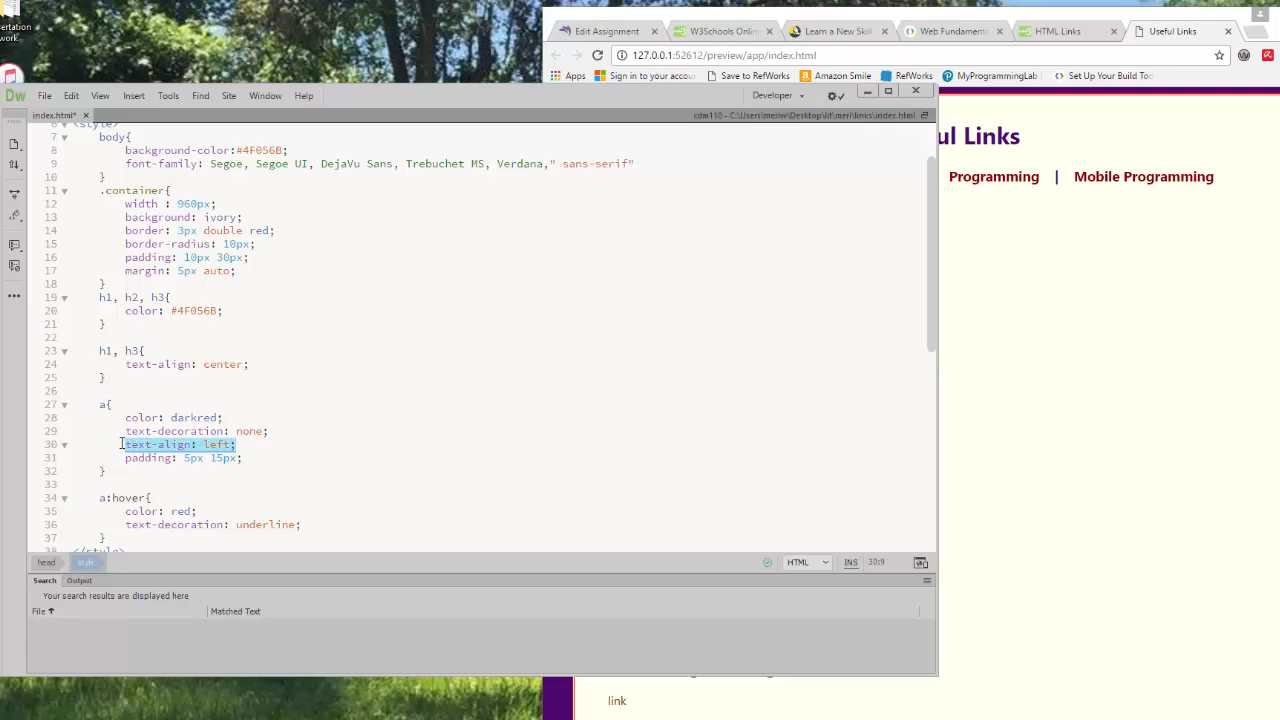 sertation
work
Edit Assignment
W3Schools Onlin
Learn a New Skil
Web Fundamenta
HTML Links
Useful Links
127.0.0.1:52612/preview/app/index.html
Apps
Sign in to your accou
Save to RefWorks
Amazon Smile
RefWorks
MyProgrammingLab
Set Up Your Build To
Dw File Edit View Insert Tools Find Site Window Help Developer
index.html* cdm110 - C:\Users\meriw\Desktop\iit\meri\links\index.html
6 <style>
7 body{
8 background-color:#4F056B;
9 font-family: Segoe, Segoe UI, DejaVu Sans, Trebuchet MS, Verdana," sans-serif"
10 }
11 .container{
12 width : 960px;
13 background: ivory;
14 border: 3px double red;
15 border-radius: 10px;
16 padding: 10px 30px;
17 margin: 5px auto;
18 }
19 h1, h2, h3{
20 color: #4F056B;
21 }
22
23 h1, h3{
24 text-align: center;
25 }
26
27 a{
28 color: darkred;
29 text-decoration: none;
30 text-align: left;
31 padding: 5px 15px;
32 }
33
34 a:hover{
35 color: red;
36 text-decoration: underline;
37 }
38 </style>
head style HTML INS 30:9
Search Output
Your search results are displayed here
File Matched Text
ul Links
Programming | Mobile Programming
link